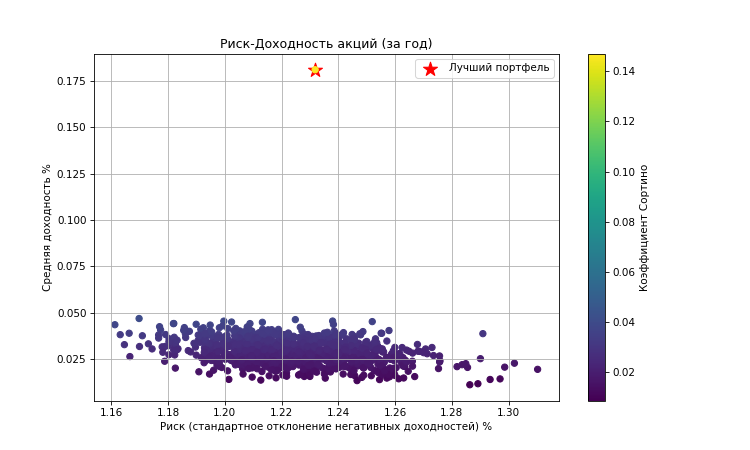 Риск-Доходность акций (за год)
Лучший портфель
Средняя доходность %
0.175
0.150
0.125
0.100
0.075
0.050
0.025
1.16 1.18 1.20 1.22 1.24 1.26 1.28 1.30
Риск (стандартное отклонение негативных доходностей) %
0.14
0.12
0.10
0.08
0.06
0.04
0.02
Коэффициент Сортино